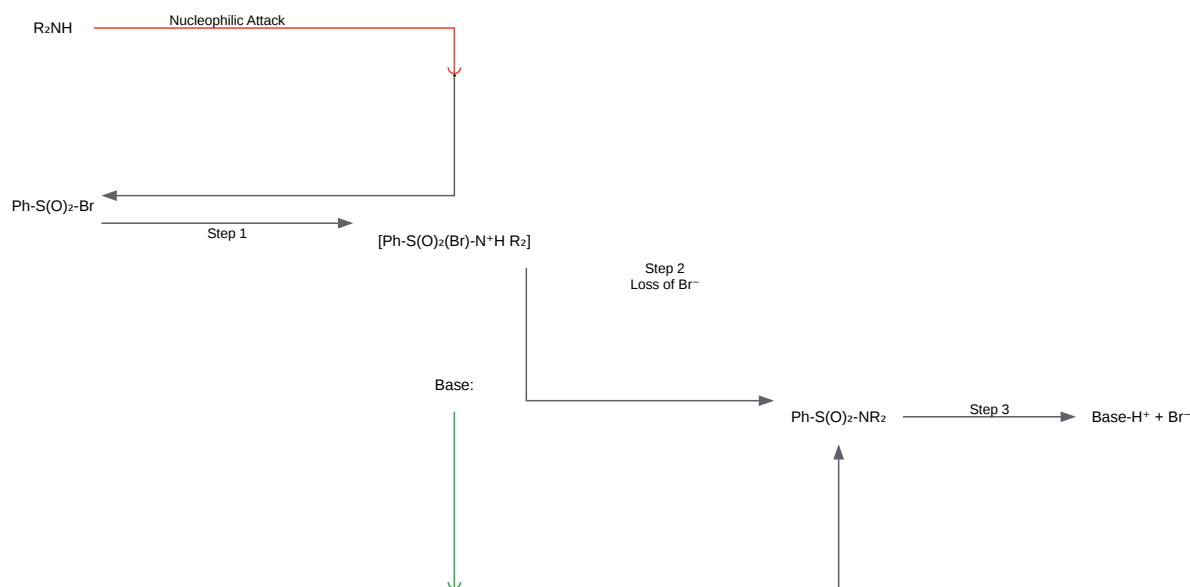 R₂NH
Nucleophilic Attack
Ph-S(O)₂-Br
Step 1
[Ph-S(O)₂(Br)-N⁺H R₂]
Step 2
Loss of Br⁻
Base:
Ph-S(O)₂-NR₂
Step 3
Base-H⁺ + Br⁻